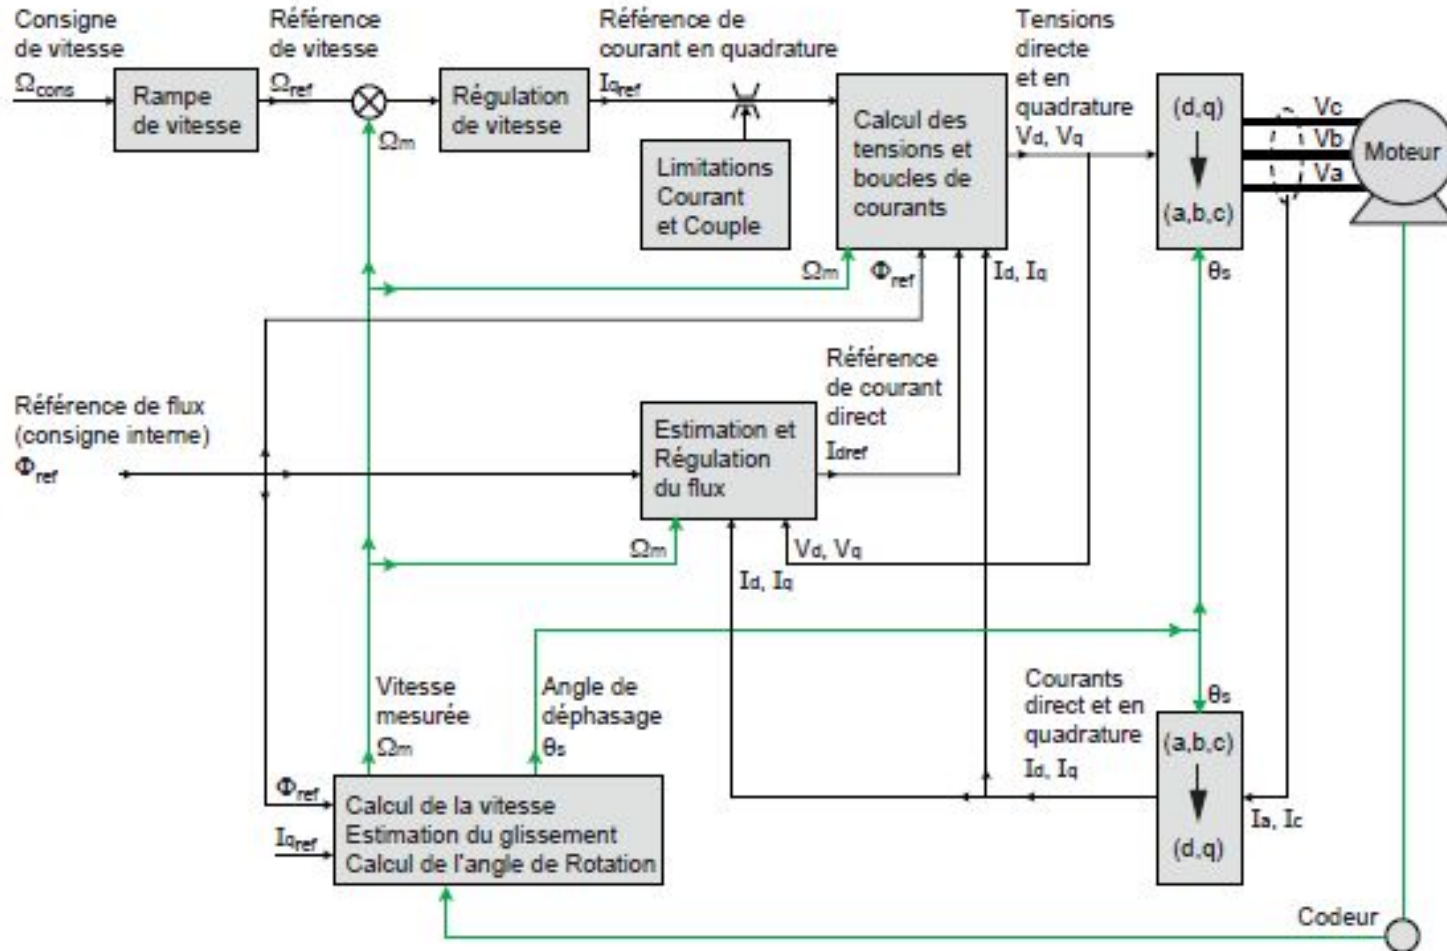 Consigne
de vitesse
Ωcons
Rampe
de vitesse
Référence
de vitesse
Ωref
Ωm
Régulation
de vitesse
Référence de
courant en quadrature
Iqref
Limitations
Courant
et Couple
Calcul des
tensions et
boucles de
courants
Tensions
directe
et en
quadrature
Vd, Vq
(d,q)
(a,b,c)
Vc
Vb
Va
Moteur
Ωm
Φref
Id, Iq
θs
Référence de flux
(consigne interne)
Φref
Estimation et
Régulation
du flux
Référence
de courant
direct
Idref
Ωm
Vd, Vq
Id, Iq
Vitesse
mesurée
Ωm
Angle de
déphasage
θs
Courants
direct et en
quadrature
Id, Iq
θs
(a,b,c)
(d,q)
Ia, Ic
Φref
Iqref
Calcul de la vitesse
Estimation du glissement
Calcul de l'angle de Rotation
Codeur